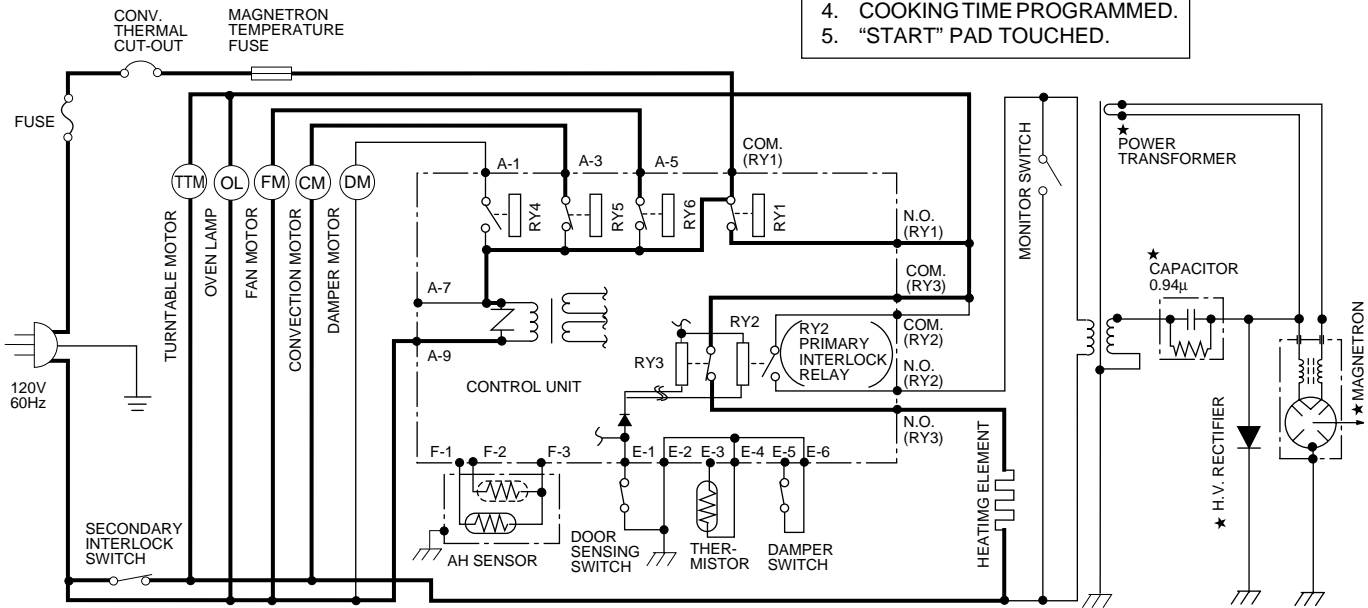 4. COOKING TIME PROGRAMMED.
5. “START” PAD TOUCHED.
CONV.
THERMAL
CUT-OUT
MAGNETRON
TEMPERATURE
FUSE
FUSE
MONITOR SWITCH
★
POWER
TRANSFORMER
TTM
OL
FM
CM
DM
A-1
A-3
A-5
COM.
(RY1)
RY4
RY5
RY6
RY1
N.O.
(RY1)
TURNTABLE MOTOR
OVEN LAMP
FAN MOTOR
CONVECTION MOTOR
DAMPER MOTOR
COM.
(RY3)
★
CAPACITOR
0.94µ
A-7
A-9
RY2
RY3
RY2
PRIMARY
INTERLOCK
RELAY
COM.
(RY2)
N.O.
(RY2)
120V
60Hz
CONTROL UNIT
N.O.
(RY3)
★ MAGNETRON
F-1
F-2
F-3
E-1
E-2
E-3
E-4
E-5
E-6
HEATIMG ELEMENT
★ H.V. RECTIFIER
SECONDARY
INTERLOCK
SWITCH
AH SENSOR
DOOR
SENSING
SWITCH
THER-
MISTOR
DAMPER
SWITCH